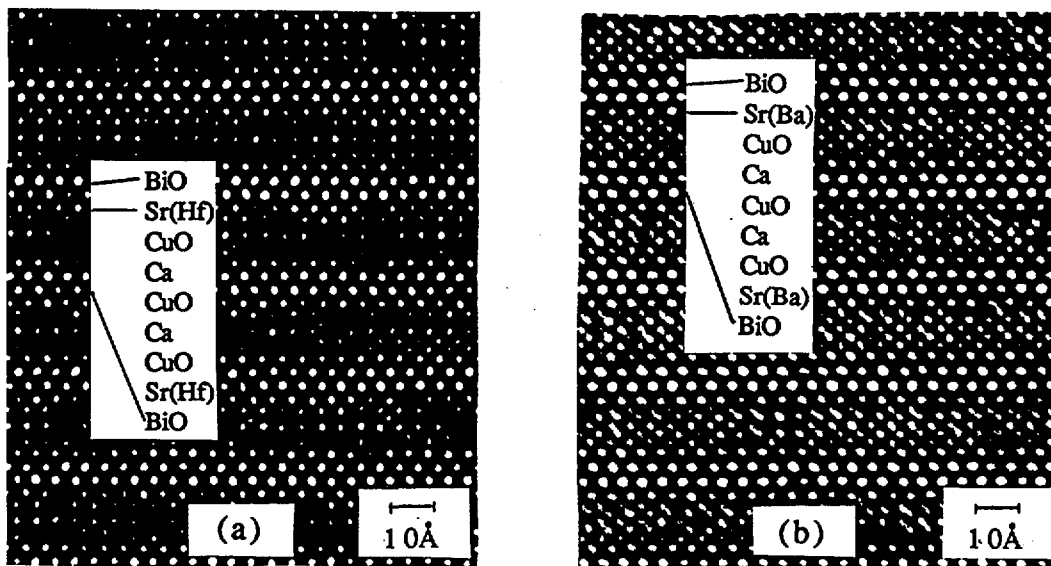 BiO
Sr(Hf)
CuO
Ca
CuO
Ca
CuO
Sr(Hf)
BiO
(a)
10Å
BiO
Sr(Ba)
CuO
Ca
CuO
Ca
CuO
Sr(Ba)
BiO
(b)
10Å